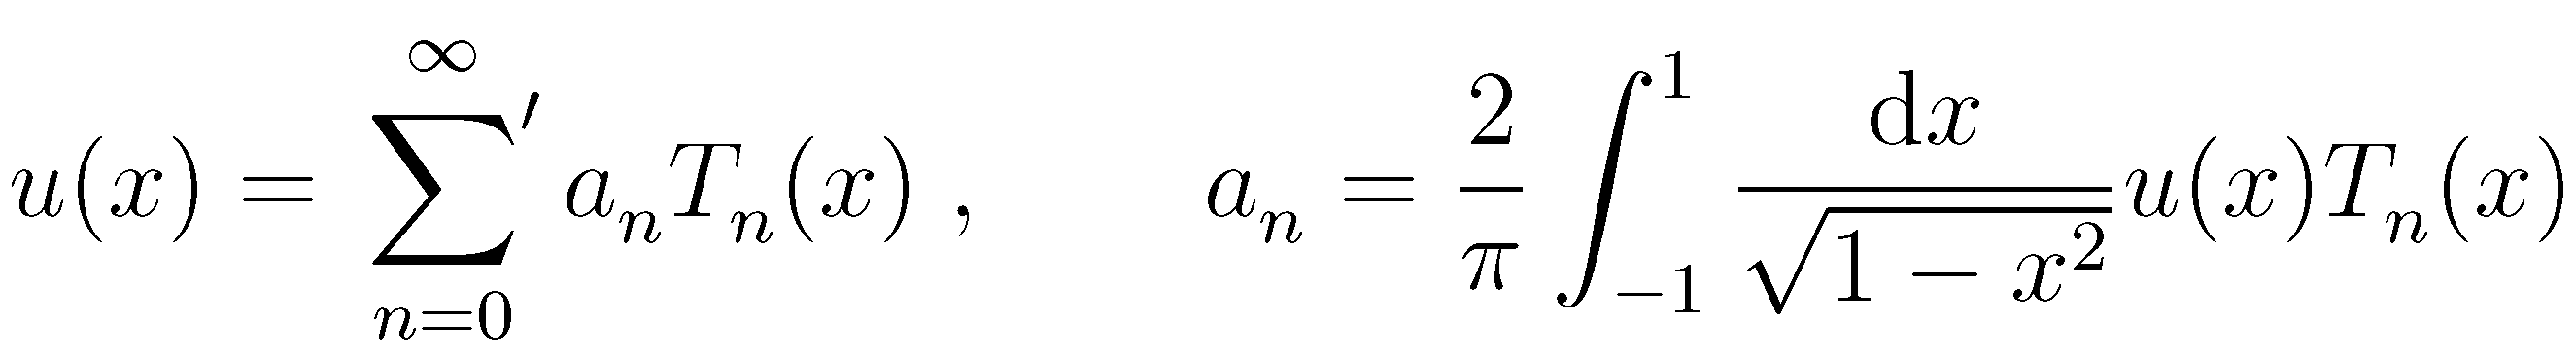 u(x) = \sum_{n=0}^{\infty}{}^{\prime} a_n T_n(x) , \qquad a_n = \frac{2}{\pi} \int_{-1}^{1} \frac{\mathrm{d}x}{\sqrt{1-x^2}} u(x) T_n(x)